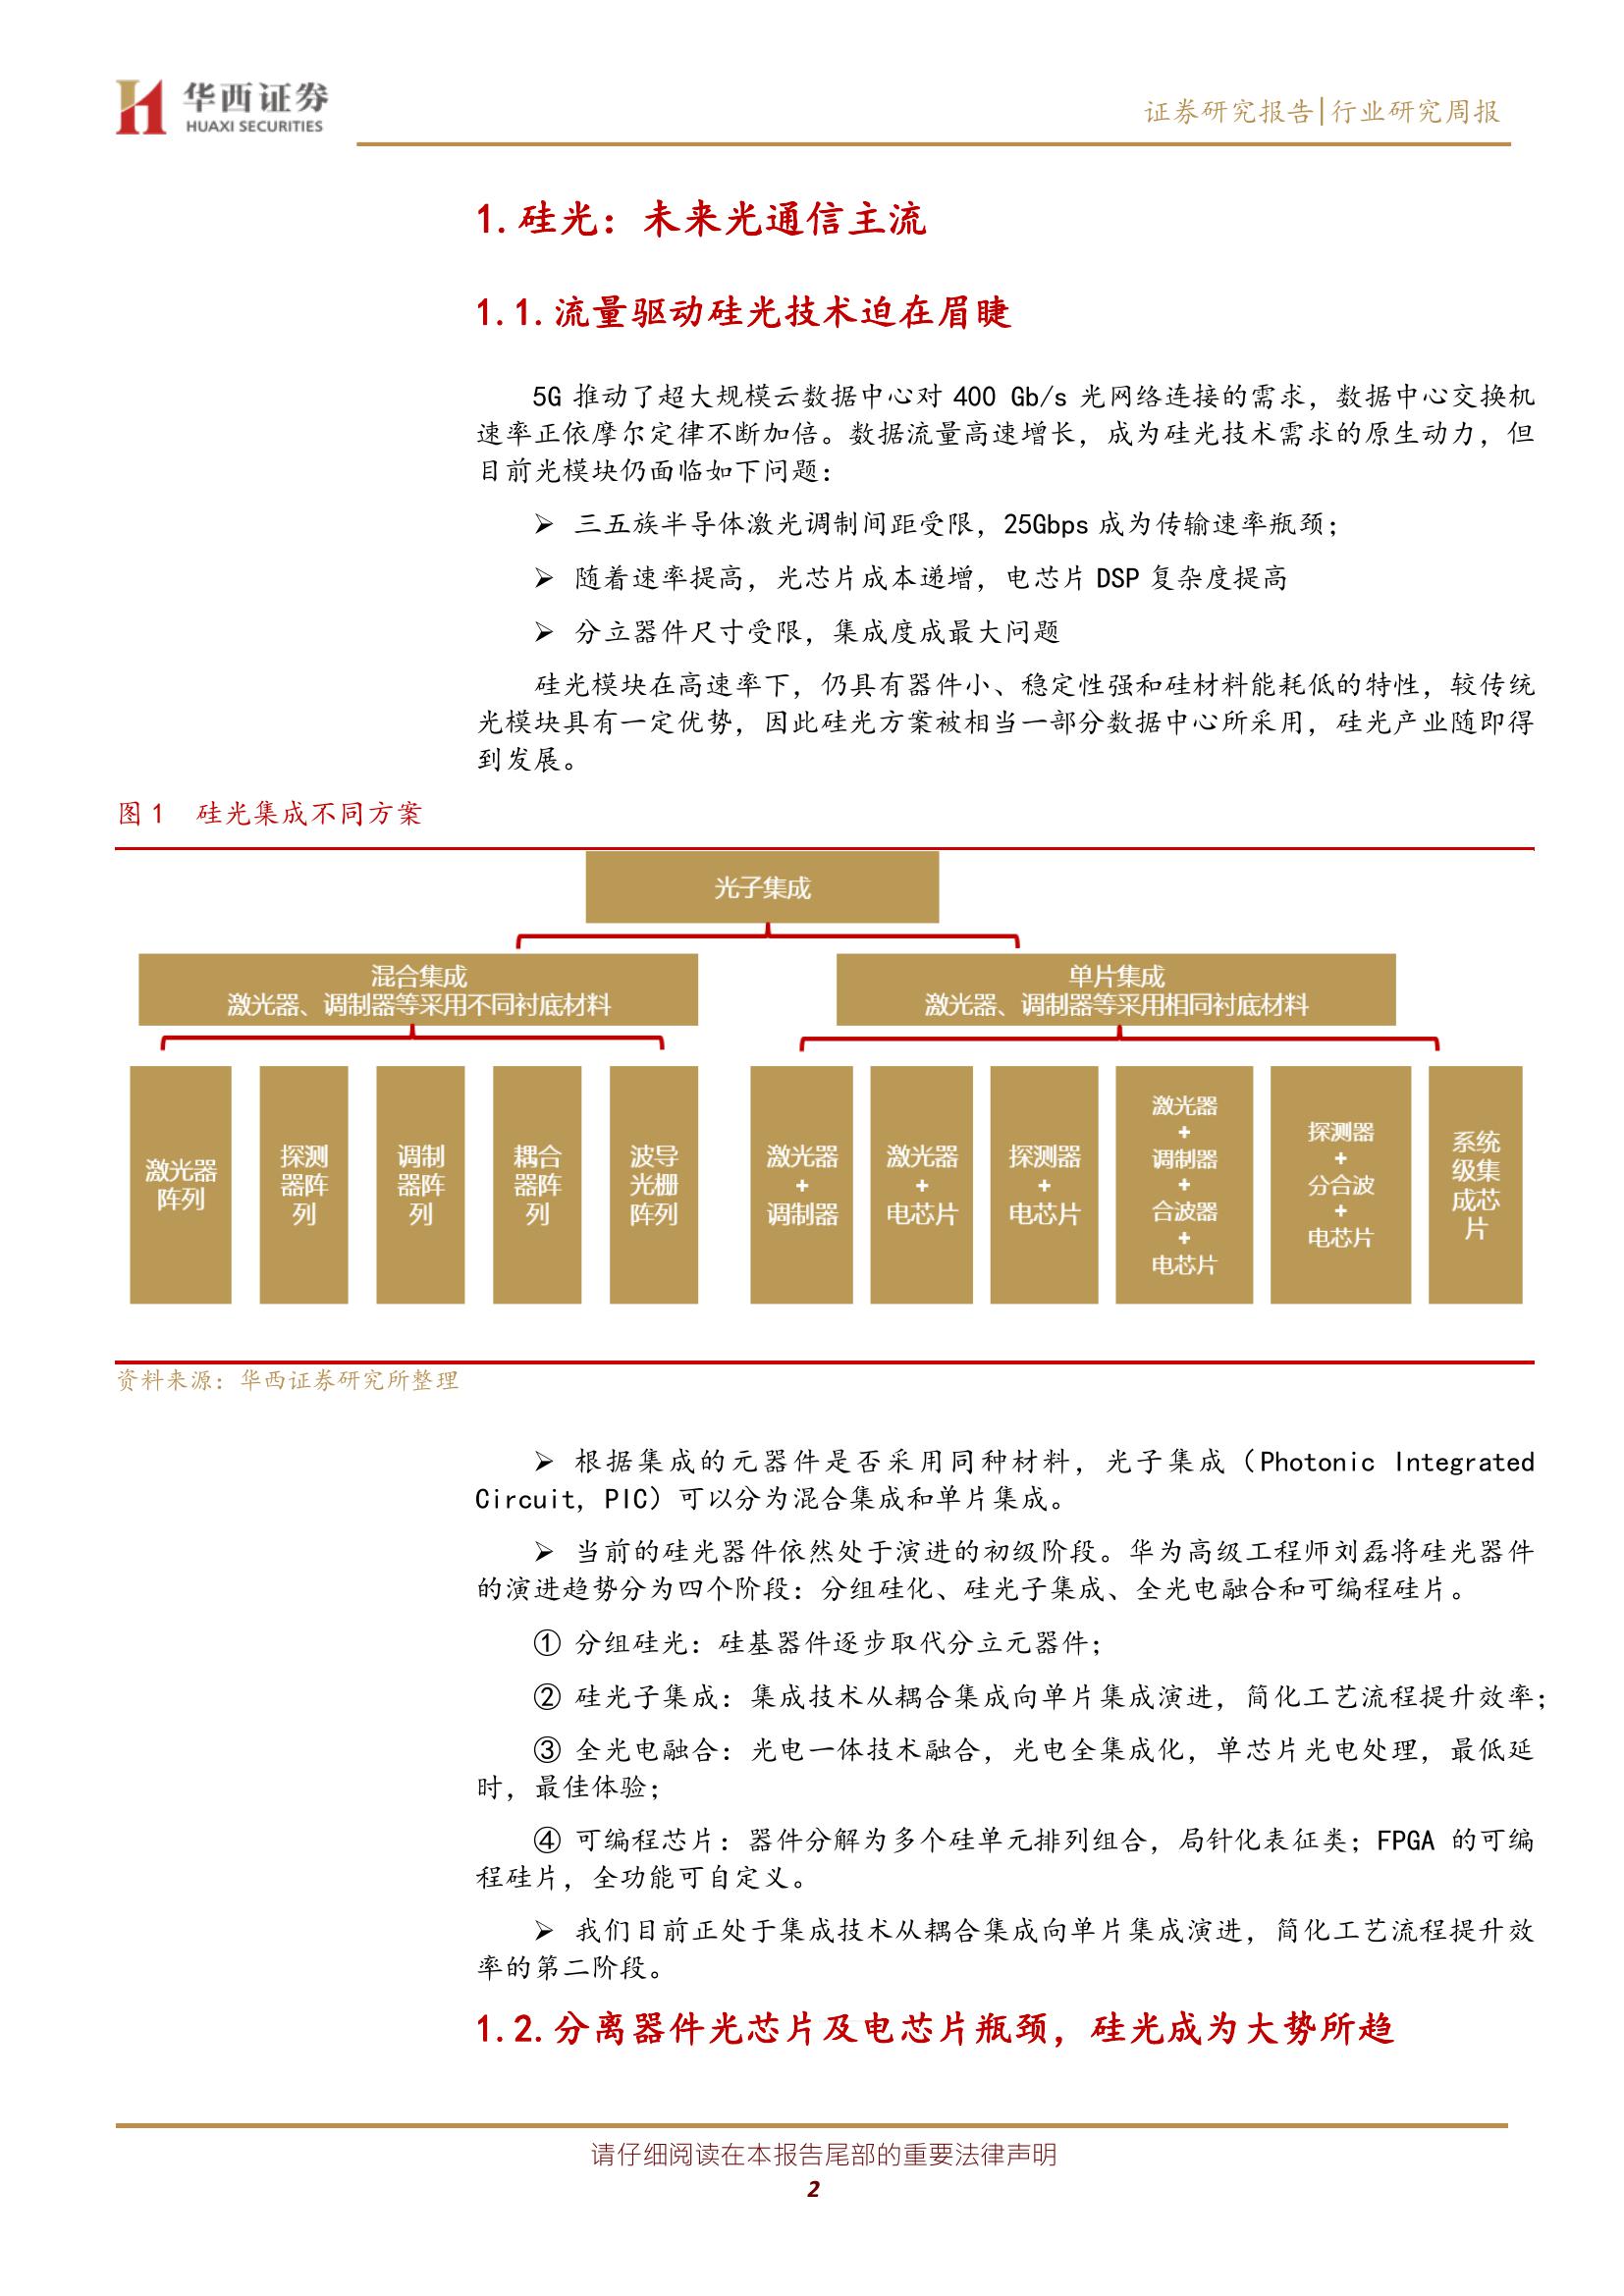 华西证券
HUAXI SECURITIES
证券研究报告|行业研究周报
1.硅光：未来光通信主流
1.1.流量驱动硅光技术迫在眉睫
5G 推动了超大规模云数据中心对 400 Gb/s 光网络连接的需求，数据中心交换机
速率正依摩尔定律不断加倍。数据流量高速增长，成为硅光技术需求的原生动力，但
目前光模块仍面临如下问题：
➢ 三五族半导体激光调制间距受限，25Gbps 成为传输速率瓶颈；
➢ 随着速率提高，光芯片成本递增，电芯片 DSP 复杂度提高
➢ 分立器件尺寸受限，集成度成最大问题
硅光模块在高速率下，仍具有器件小、稳定性强和硅材料能耗低的特性，较传统
光模块具有一定优势，因此硅光方案被相当一部分数据中心所采用，硅光产业随即得
到发展。
图 1 硅光集成不同方案
光子集成
混合集成
激光器、调制器等采用不同衬底材料
单片集成
激光器、调制器等采用相同衬底材料
激光器
阵列
探测
器阵
列
调制
器阵
列
耦合
器阵
列
波导
光栅
阵列
激光器
+
调制器
激光器
+
电芯片
探测器
+
电芯片
激光器
+
调制器
+
合波器
+
电芯片
探测器
+
分合波
+
电芯片
系统
级集
成芯
片
资料来源：华西证券研究所整理
➢ 根据集成的元器件是否采用同种材料，光子集成（Photonic Integrated
Circuit, PIC）可以分为混合集成和单片集成。
➢ 当前的硅光器件依然处于演进的初级阶段。华为高级工程师刘磊将硅光器件
的演进趋势分为四个阶段：分组硅化、硅光子集成、全光电融合和可编程硅片。
① 分组硅光：硅基器件逐步取代分立元器件；
② 硅光子集成：集成技术从耦合集成向单片集成演进，简化工艺流程提升效率；
③ 全光电融合：光电一体技术融合，光电全集成化，单芯片光电处理，最低延
时，最佳体验；
④ 可编程芯片：器件分解为多个硅单元排列组合，局针化表征类；FPGA 的可编
程硅片，全功能可自定义。
➢ 我们目前正处于集成技术从耦合集成向单片集成演进，简化工艺流程提升效
率的第二阶段。
1.2.分离器件光芯片及电芯片瓶颈，硅光成为大势所趋
请仔细阅读在本报告尾部的重要法律声明
2